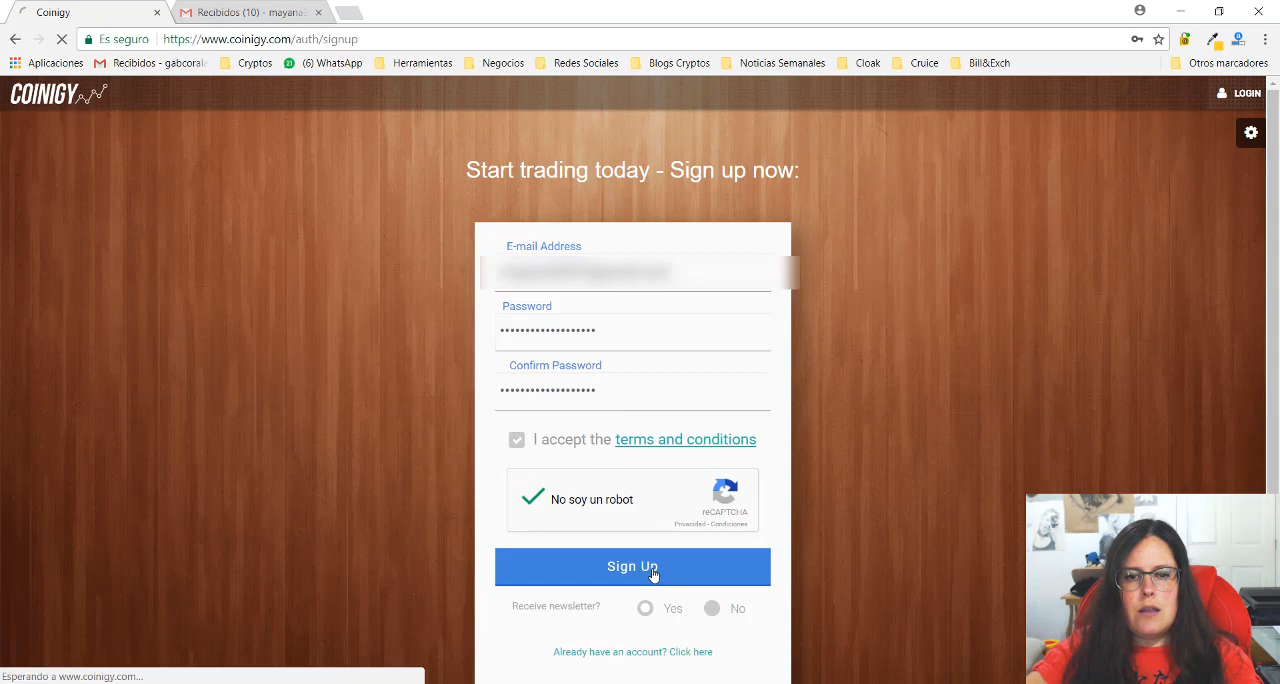 Coinigy
Recibidos (10) - mayana
Es seguro https://www.coinigy.com/auth/signup
Aplicaciones Recibidos - gabcorala Cryptos (6) WhatsApp Herramientas Negocio Redes Sociales Blogs Cryptos Noticias Semanales Cloak Cruice Bill&Exch Otros marcadores
COINIGY LOGIN
Start trading today - Sign up now:
E-mail Address
Password
Confirm Password
I accept the terms and conditions
No soy un robot
reCAPTCHA
Privacidad - Condiciones
Sign Up
Receive newsletter? Yes No
Already have an account? Click here
Esperando a www.coinigy.com...